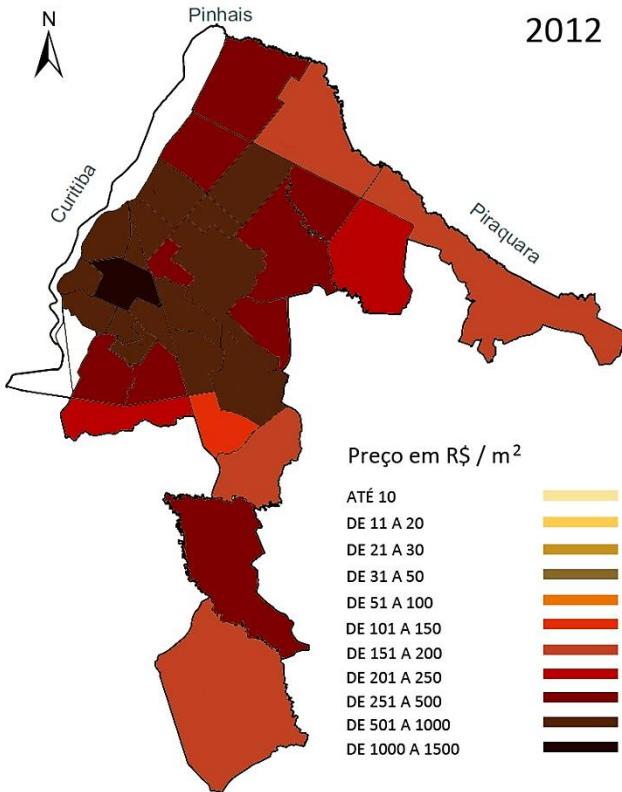 Pinhais
2012
N
Curitiba
Piraquara
Preço em R$ / m²
ATÉ 10
DE 11 A 20
DE 21 A 30
DE 31 A 50
DE 51 A 100
DE 101 A 150
DE 151 A 200
DE 201 A 250
DE 251 A 500
DE 501 A 1000
DE 1000 A 1500